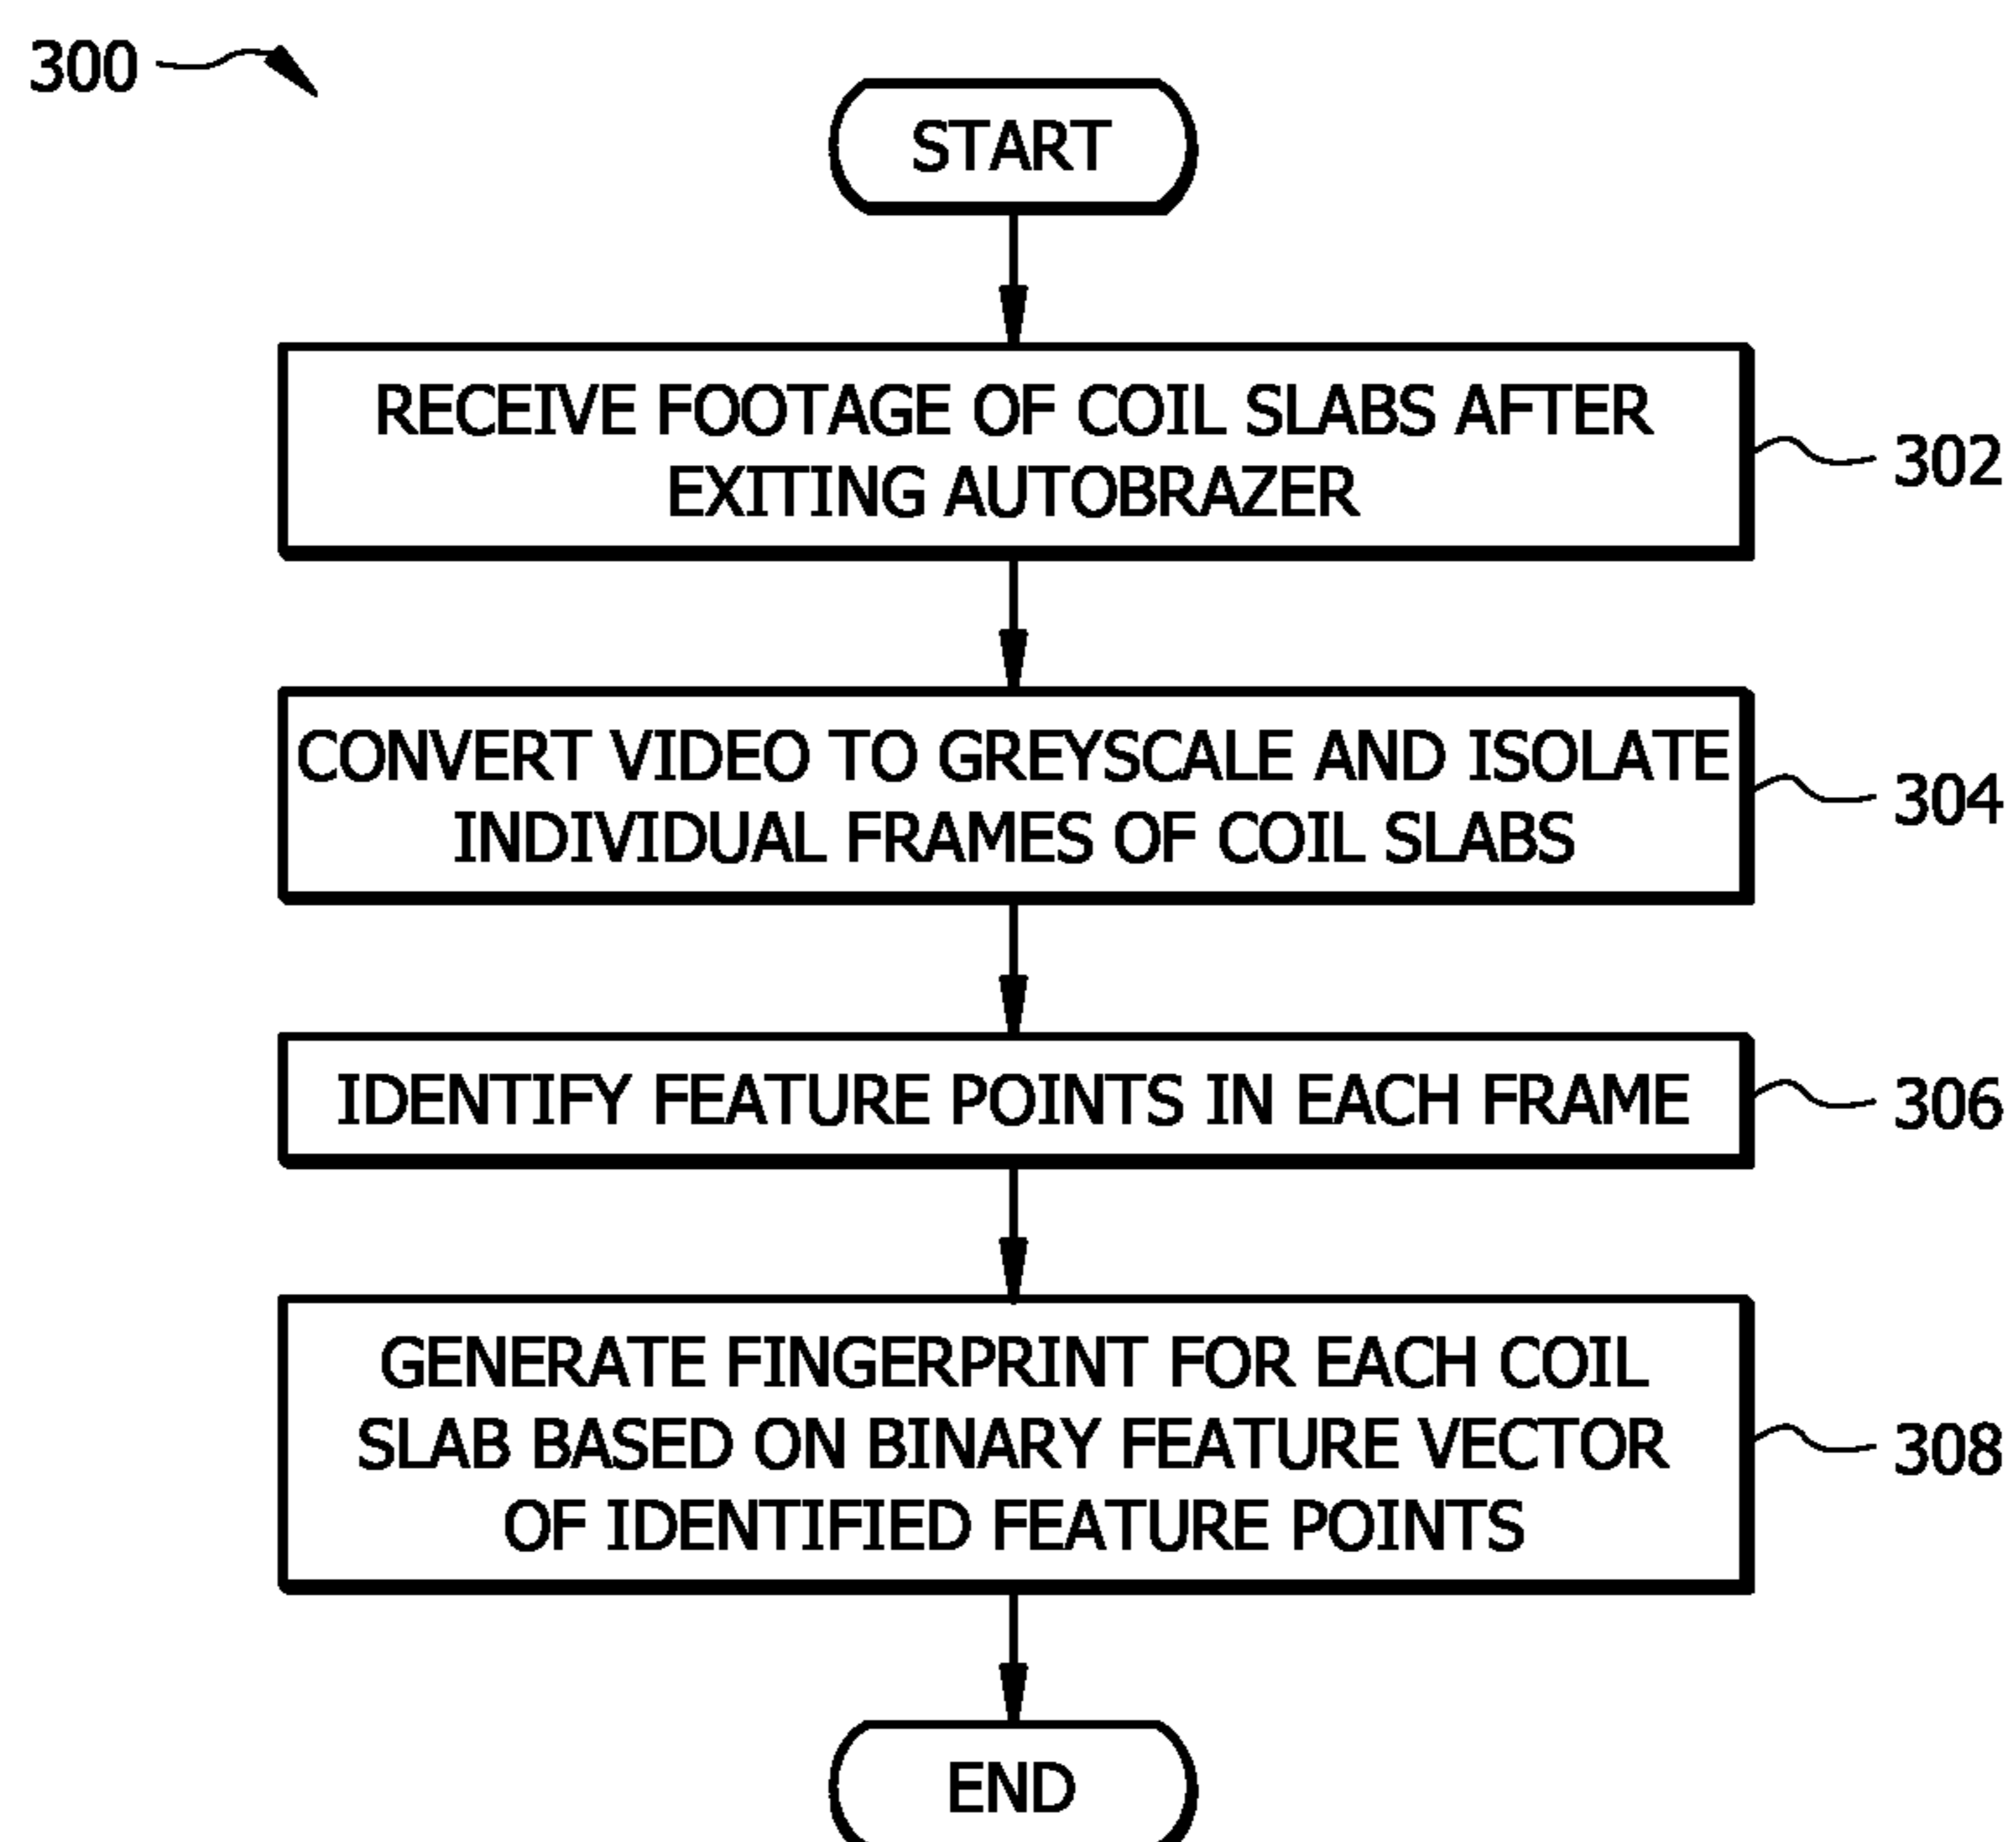 300
START
RECEIVE FOOTAGE OF COIL SLABS AFTER
EXITING AUTOBRAZER
302
CONVERT VIDEO TO GREYSCALE AND ISOLATE
INDIVIDUAL FRAMES OF COIL SLABS
304
IDENTIFY FEATURE POINTS IN EACH FRAME
306
GENERATE FINGERPRINT FOR EACH COIL
SLAB BASED ON BINARY FEATURE VECTOR
OF IDENTIFIED FEATURE POINTS
308
END